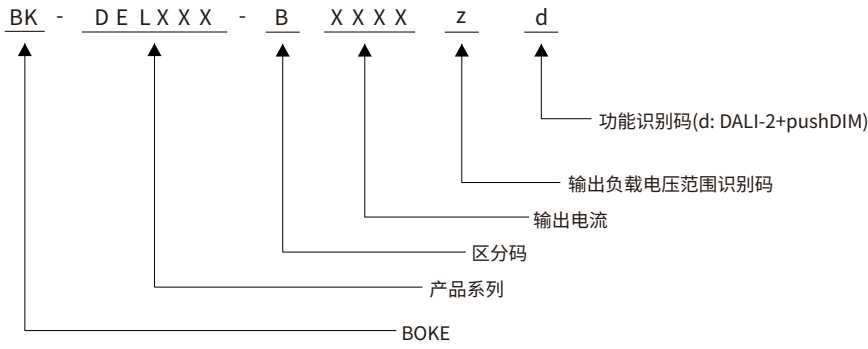 BK - DELXXX - B XXXX z d
功能识别码(d: DALI-2+pushDIM)
输出负载电压范围识别码
输出电流
区分码
产品系列
BOKE